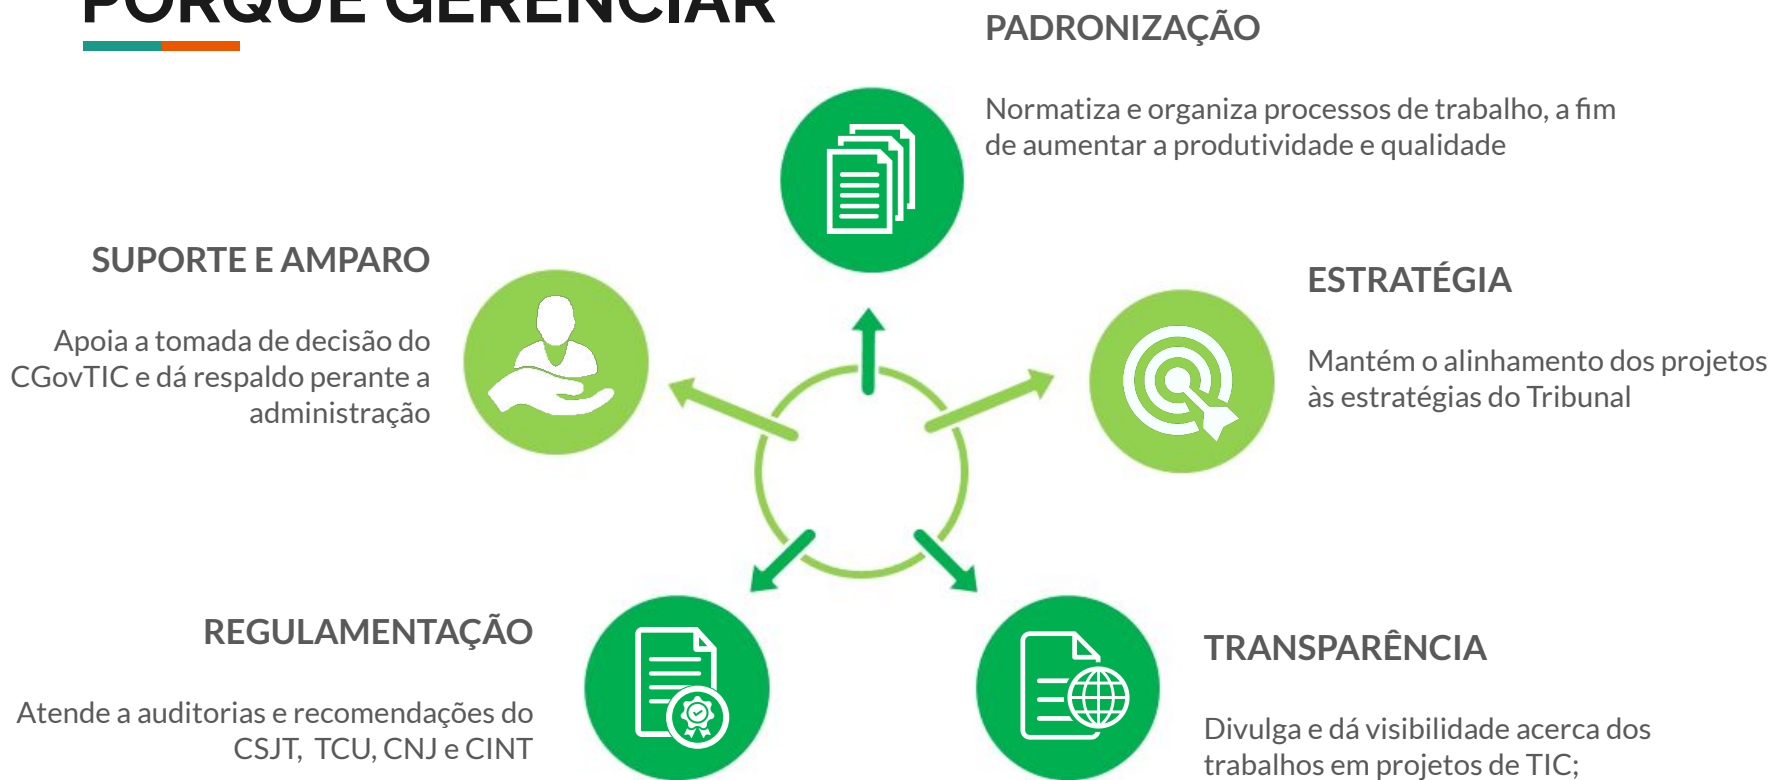 PORQUE GERENCIAR
PADRONIZAÇÃO
Normatiza e organiza processos de trabalho, a fim
de aumentar a produtividade e qualidade
SUPORTE E AMPARO
Apoia a tomada de decisão do
CGovTIC e dá respaldo perante a
administração
ESTRATÉGIA
Mantém o alinhamento dos projetos
às estratégias do Tribunal
REGULAMENTAÇÃO
Atende a auditorias e recomendações do
CSJT, TCU, CNJ e CINT
TRANSPARÊNCIA
Divulga e dá visibilidade acerca dos
trabalhos em projetos de TIC;